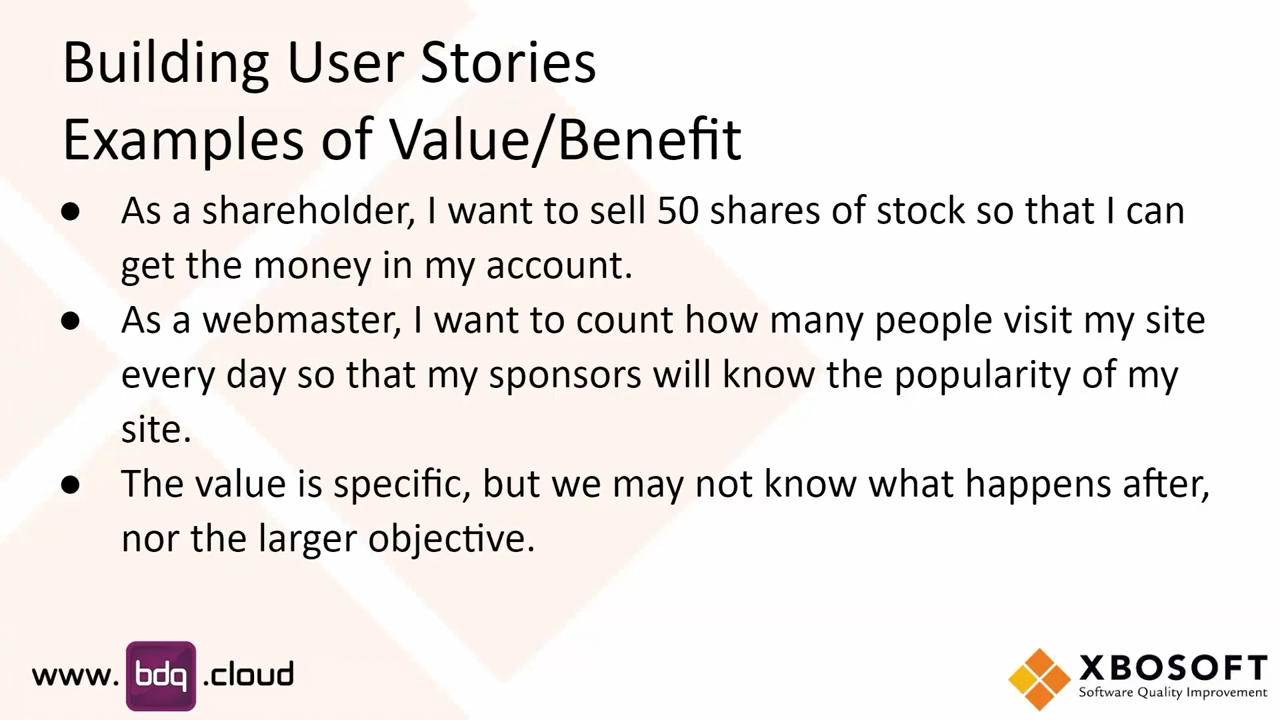 Building User Stories
Examples of Value/Benefit
● As a shareholder, I want to sell 50 shares of stock so that I can
get the money in my account.
● As a webmaster, I want to count how many people visit my site
every day so that my sponsors will know the popularity of my
site.
● The value is specific, but we may not know what happens after,
nor the larger objective.
www. bdq .cloud
XBOSOFT
Software Quality Improvement